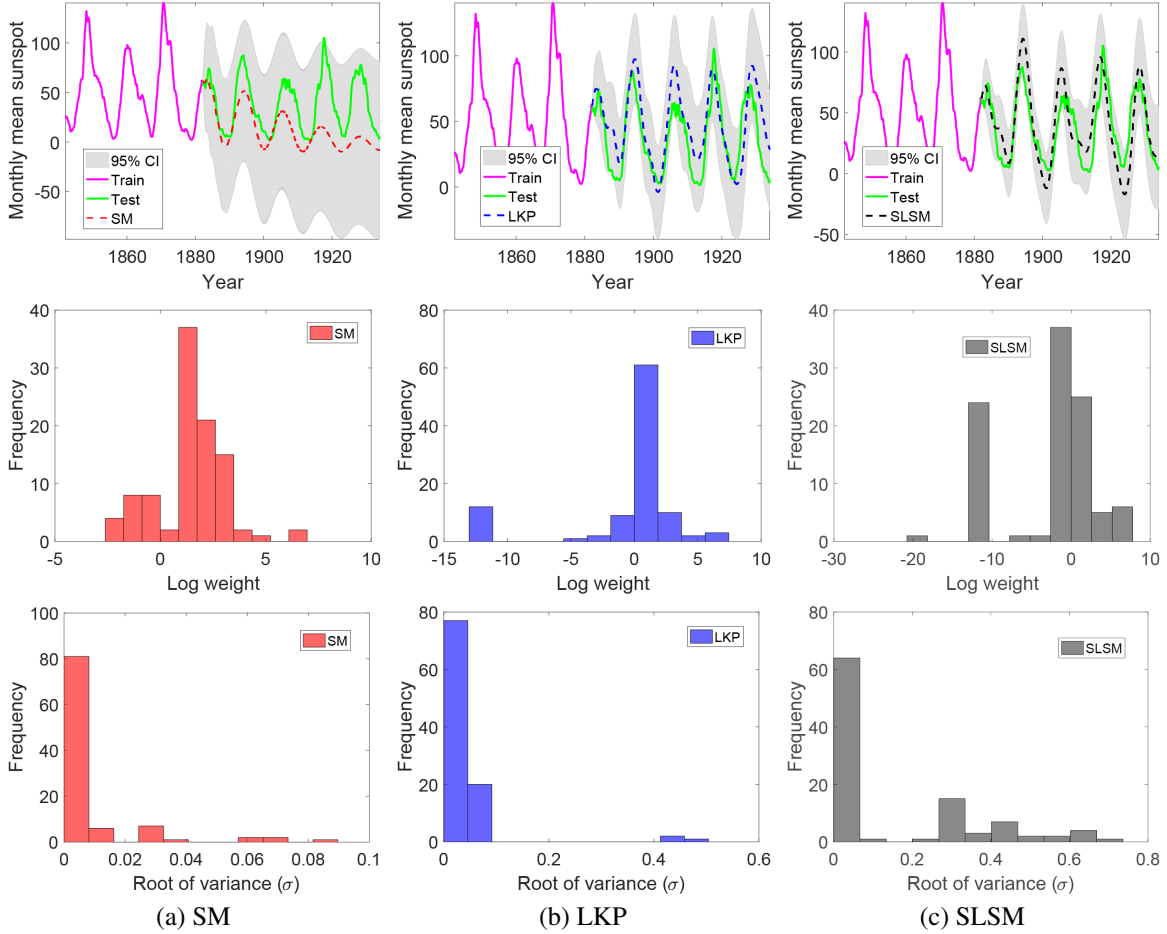 Monthly mean sunspot
100
50
0
-50
95% CI
Train
Test
SM
1860
1880
1900
1920
Year
Monthly mean sunspot
100
50
0
95% CI
Train
Test
LKP
1860
1880
1900
1920
Year
Monthly mean sunspot
100
50
0
-50
95% CI
Train
Test
SLSM
1860
1880
1900
1920
Year
Frequency
40
30
20
10
0
SM
-5
0
5
10
Log weight
Frequency
80
60
40
20
0
LKP
-15
-10
-5
0
5
10
Log weight
Frequency
40
30
20
10
0
SLSM
-30
-20
-10
0
10
Log weight
Frequency
100
80
60
40
20
0
SM
0
0.02
0.04
0.06
0.08
0.1
Root of variance (σ)
Frequency
80
60
40
20
0
LKP
0
0.2
0.4
0.6
Root of variance (σ)
Frequency
80
60
40
20
0
SLSM
0
0.2
0.4
0.6
0.8
Root of variance (σ)
(a) SM
(b) LKP
(c) SLSM